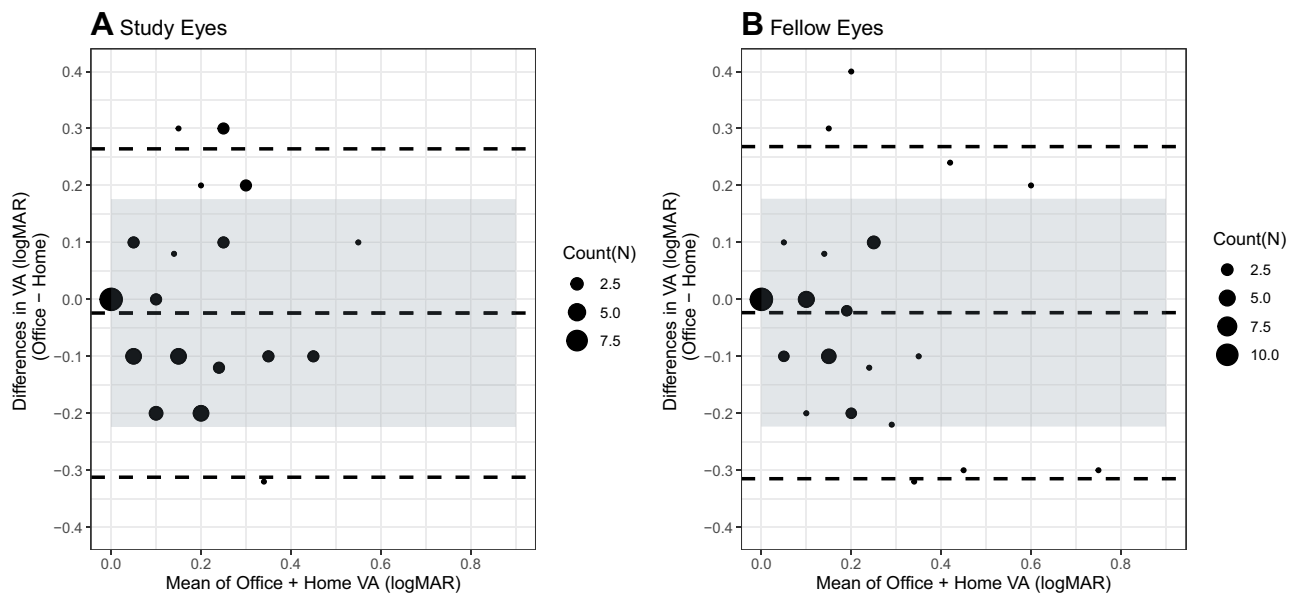 A Study Eyes
Differences in VA (logMAR)
(Office − Home)
0.4
0.3
0.2
0.1
0.0
−0.1
−0.2
−0.3
−0.4
0.0 0.2 0.4 0.6 0.8
Mean of Office + Home VA (logMAR)
Count(N)
2.5
5.0
7.5
B Fellow Eyes
Differences in VA (logMAR)
(Office − Home)
0.4
0.3
0.2
0.1
0.0
−0.1
−0.2
−0.3
−0.4
0.0 0.2 0.4 0.6 0.8
Mean of Office + Home VA (logMAR)
Count(N)
2.5
5.0
7.5
10.0